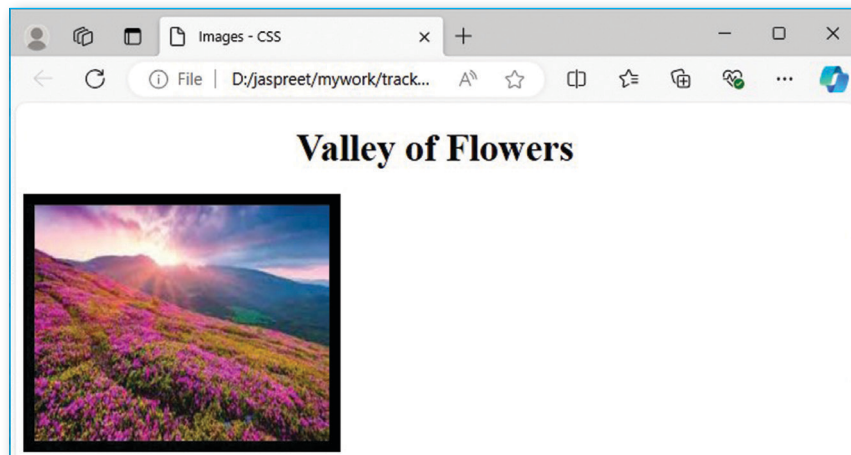 Images - CSS
File | D:/jaspreet/mywork/track...
Valley of Flowers